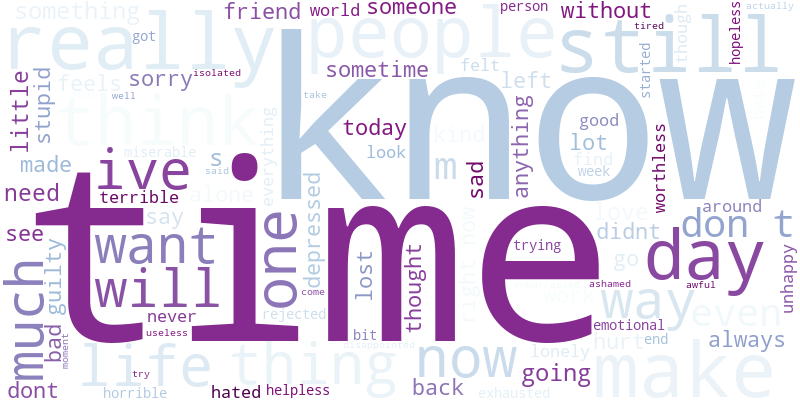 something
friend
world
someone
person
without
actually
really
got
people
still
tired
though
hopeless
feels
sorry
isolated
sometime
felt
left
started
little
stupid
well
think
know
take
today
anything
good
made
miserable
said
s
look
everything
m
kind
lot
find
week
sad
worthless
ive
need
terrible
alone
depressed
love
around
say
one
time
didnt
don t
see
want
trying
go
day
guilty
will
lost
thought
right now
come
ashamed
work
awful
unhappy
much
never
useless
rejected
bit
way
even
emotional
bad
moment
life
thing
disappointed
now
lonely
hurt
end
make
always
dont
try
horrible
hated
helpless
back
exhausted
going